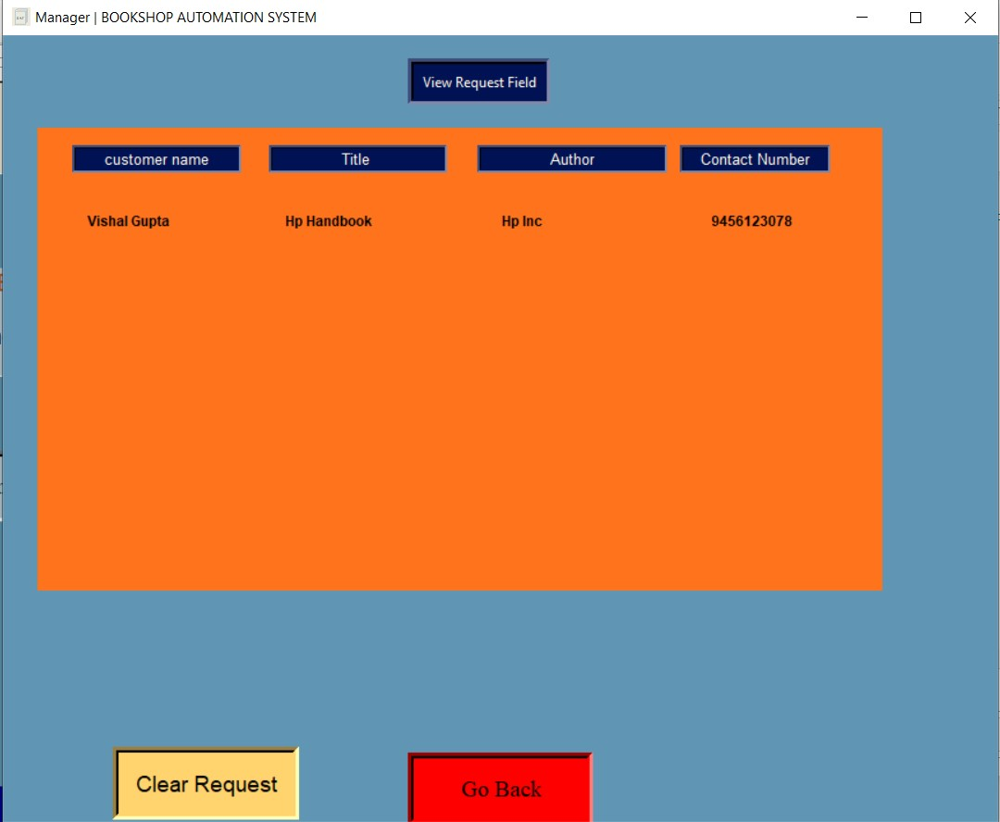 Manager | BOOKSHOP AUTOMATION SYSTEM
View Request Field
customer name Title Author Contact Number
Vishal Gupta Hp Handbook Hp Inc 9456123078
Clear Request Go Back